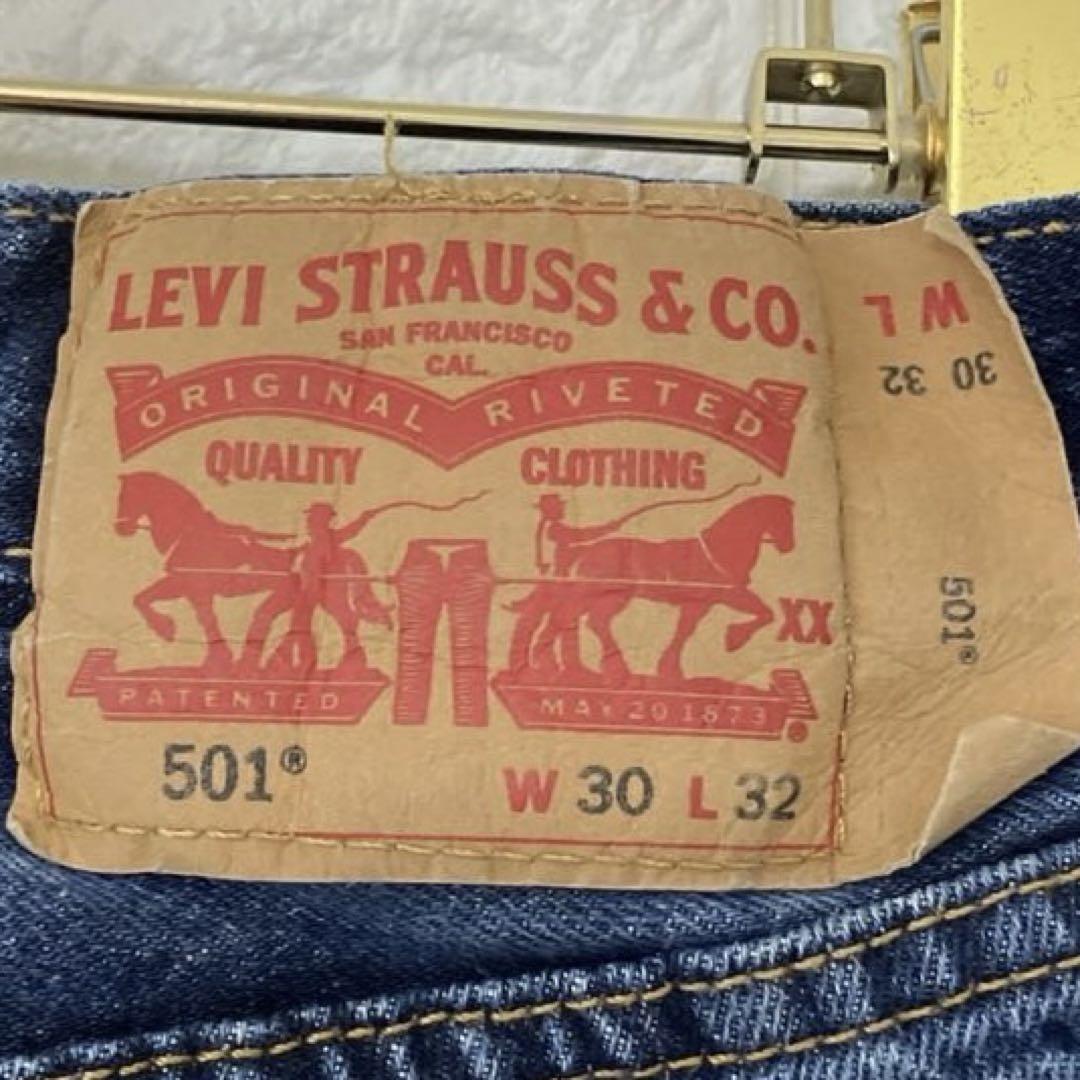 LEVI STRAUSS & CO.
SAN FRANCISCO
CAL.
ORIGINAL RIVETED
QUALITY CLOTHING
XX
PATENTED MAY 20 1873 ®
501® W 30 L 32
W L
30 32
501®